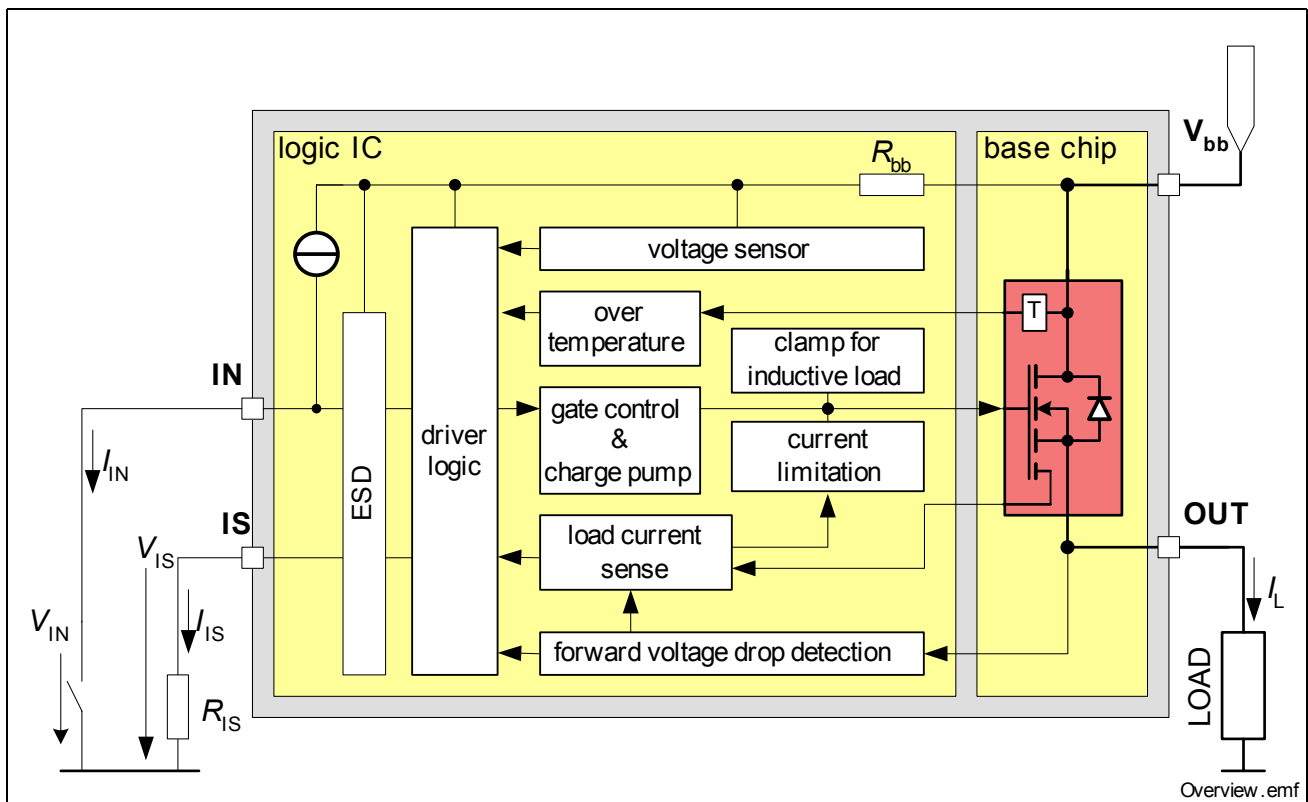 V_bb
logic IC
base chip
R_bb
voltage sensor
T
over
temperature
clamp for
inductive load
IN
gate control
&
charge pump
driver
logic
current
limitation
I_IN
ESD
IS
OUT
load current
sense
V_IS
I_L
V_IN
I_IS
forward voltage drop detection
LOAD
R_IS
Overview.emf